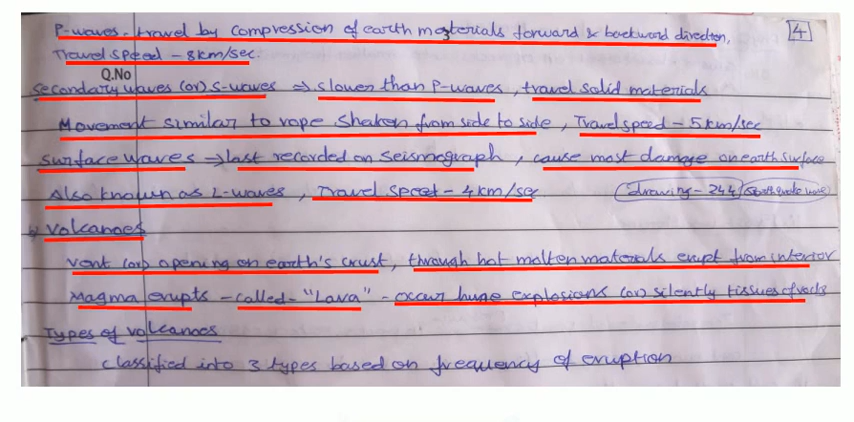 P-waves - travel by compression of earth materials forward & backward direction, [4]
Travel speed - 8km/sec.
Q.No
Secondary waves (or) S-waves ⇒ slower than P-waves, travel solid materials
Movement similar to rope shaken from side to side, Travel speed - 5km/sec
Surface waves → last recorded on seismograph, cause most damage on earth surface
Also known as L-waves, Travel speed - 4km/sec (drawing - 244/
Volcanoes
Vent (or) opening on earth's crust, through hot molten materials erupt from interior
Magma erupts - called - "Lava" - occur huge explosions (or) silently
Types of volcanoes
Classified into 3 types based on frequency of eruption